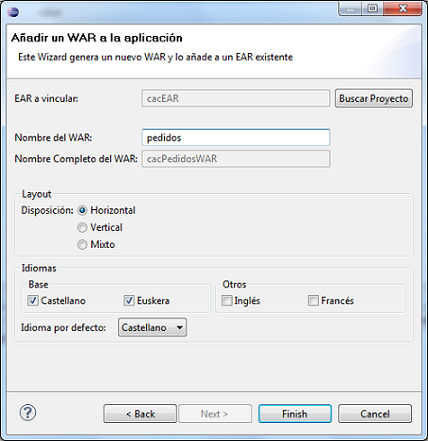 Añadir un WAR a la aplicación
Este Wizard genera un nuevo WAR y lo añade a un EAR existente
EAR a vincular: cacEAR Buscar Proyecto
Nombre del WAR: pedidos
Nombre Completo del WAR: cacPedidosWAR
Layout
Disposición: Horizontal
Vertical
Mixto
Idiomas
Base Otros
Castellano Euskera Inglés Francés
Idioma por defecto: Castellano
? < Back Next > Finish Cancel